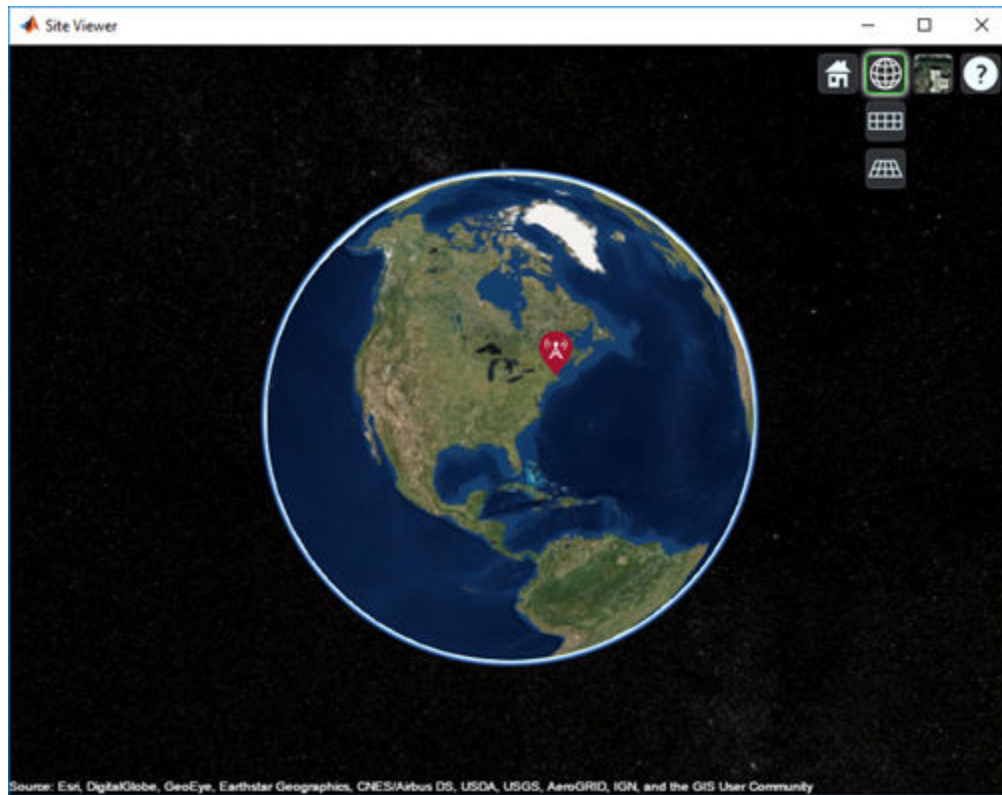 Site Viewer
?
Source: Esri, DigitalGlobe, GeoEye, Earthstar Geographics, CNES/Airbus DS, USDA, USGS, AeroGRID, IGN, and the GIS User Community